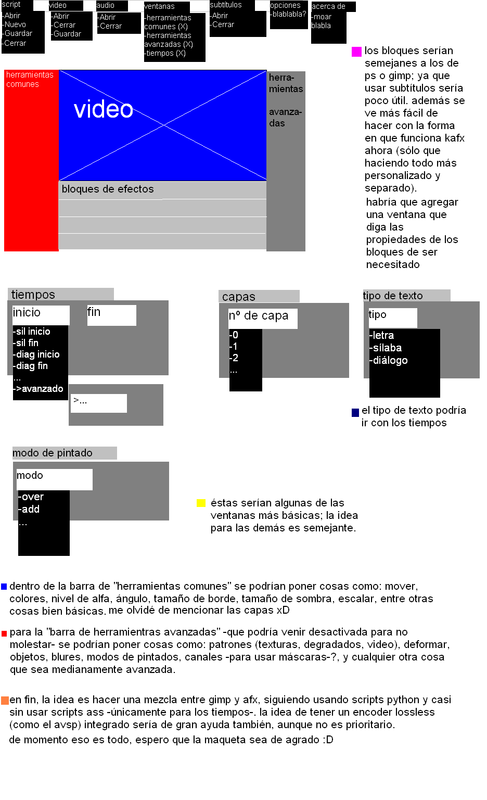 script
-Abrir
-Nuevo
-Guardar
-Cerrar
video
-Abrir
-Cerrar
-Guardar
audio
-Abrir
-Cerrar
ventanas
-herramientas
comunes (X)
-herramientas
avanzadas (X)
-tiempos (X)
subtítulos
-Abrir
-Cerrar
opciones
-blablabla?
acerca de
-moar
blabla
herramientas
comunes
video
bloques de efectos
herra-
mientas
avanza-
das
los bloques serían
semejanes a los de
ps o gimp; ya que
usar subtítulos sería
poco útil. además se
ve más fácil de
hacer con la forma
en que funciona kafx
ahora (sólo que
haciendo todo más
personalizado y
separado).
habria que agregar
una ventana que
diga las
propiedades de los
bloques de ser
necesitado
tiempos
inicio
fin
-sil inicio
-sil fin
-diag inicio
-diag fin
...
->avanzado
>...
capas
nº de capa
-0
-1
-2
...
tipo de texto
tipo
-letra
-sílaba
-diálogo
el tipo de texto podría
ir con los tiempos
modo de pintado
modo
-over
-add
...
éstas serían algunas de las
ventanas más básicas; la idea
para las demás es semejante.
dentro de la barra de "herramientas comunes" se podrían poner cosas como: mover,
colores, nivel de alfa, ángulo, tamaño de borde, tamaño de sombra, escalar, entre otras
cosas bien básicas. me olvidé de mencionar las capas xD
para la "barra de herramientras avanzadas" -que podría venir desactivada para no
molestar- se podrían poner cosas como: patrones (texturas, degradados, video), deformar,
objetos, blures, modos de pintados, canales -para usar máscaras-?, y cualquier otra cosa
que sea medianamente avanzada.
en fin, la idea es hacer una mezcla entre gimp y afx, siguiendo usando scripts python y casi
sin usar scripts ass -únicamente para los tiempos-. la idea de tener un encoder lossless
(como el avsp) integrado sería de gran ayuda también, aunque no es prioritario.
de momento eso es todo, espero que la maqueta sea de agrado :D